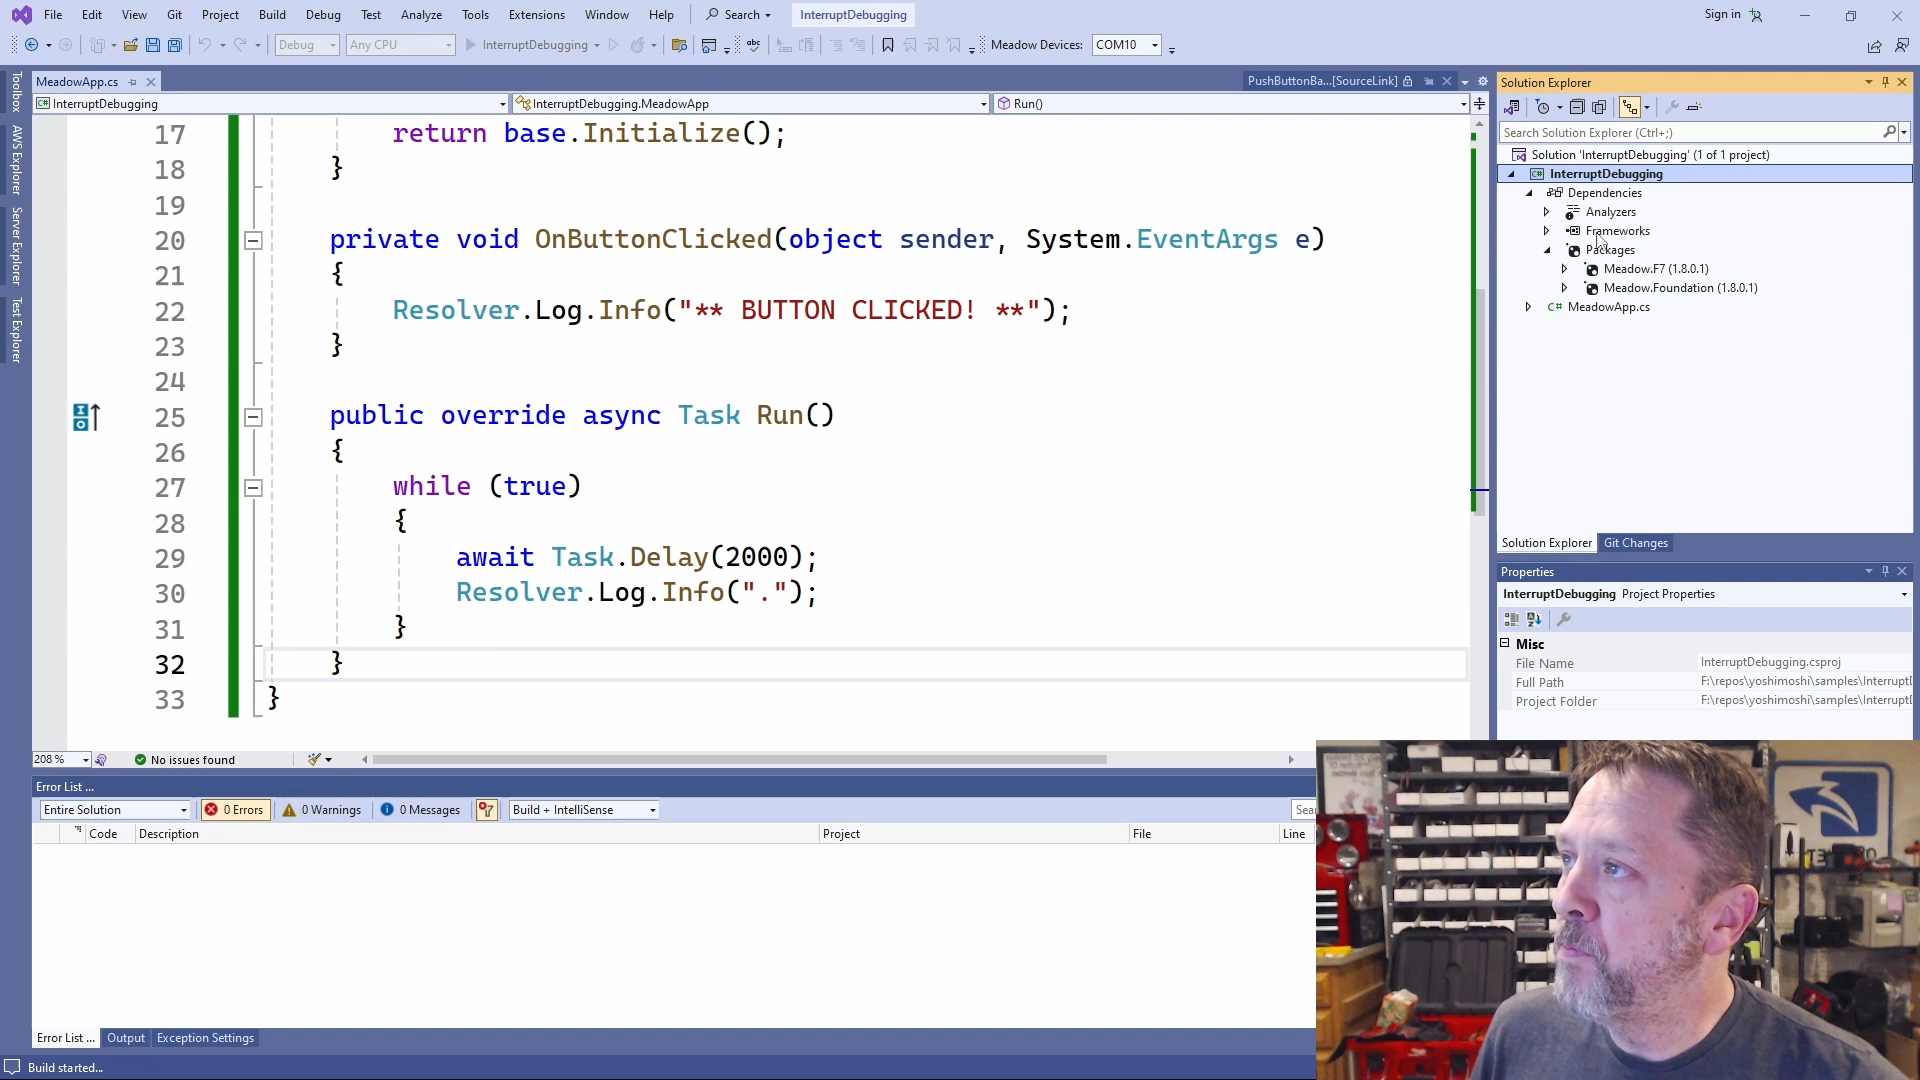 File Edit View Git Project Build Debug Test Analyze Tools Extensions Window Help Search InterruptDebugging Sign in
Debug Any CPU InterruptDebugging Meadow Devices: COM10
Toolbox
AWS Explorer
Server Explorer
Test Explorer
MeadowApp.cs PushButtonBa...[SourceLink]
InterruptDebugging InterruptDebugging.MeadowApp Run()
17 return base.Initialize();
18 }
19
20 private void OnButtonClicked(object sender, System.EventArgs e)
21 {
22 Resolver.Log.Info("** BUTTON CLICKED! **");
23 }
24
25 public override async Task Run()
26 {
27 while (true)
28 {
29 await Task.Delay(2000);
30 Resolver.Log.Info(".");
31 }
32 }
33 }
208 % No issues found
Error List ...
Entire Solution 0 Errors 0 Warnings 0 Messages Build + IntelliSense Sea
Code Description Project File Line
Error List ... Output Exception Settings
Build started...
Solution Explorer
Search Solution Explorer (Ctrl+;)
Solution 'InterruptDebugging' (1 of 1 project)
InterruptDebugging
Dependencies
Analyzers
Frameworks
Packages
Meadow.F7 (1.8.0.1)
Meadow.Foundation (1.8.0.1)
MeadowApp.cs
Solution Explorer Git Changes
Properties
InterruptDebugging Project Properties
Misc
File Name InterruptDebugging.csproj
Full Path F:\repos\yoshimoshi\samples\Interrupt
Project Folder F:\repos\yoshimoshi\samples\Interrupt